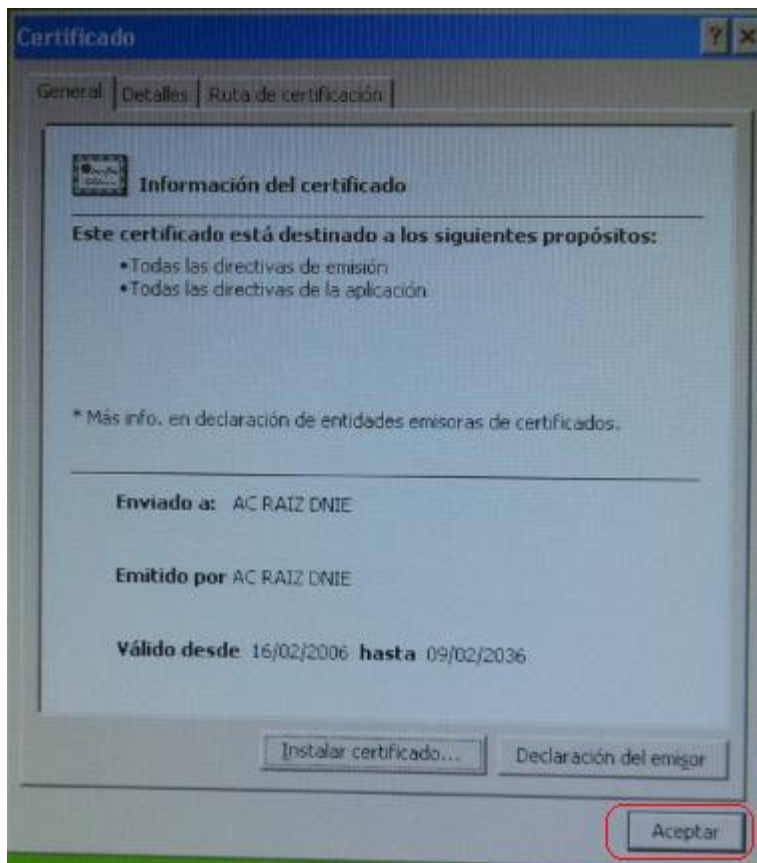 Certificado
General Detalles Ruta de certificación
Información del certificado
Este certificado está destinado a los siguientes propósitos:
•Todas las directivas de emisión
•Todas las directivas de la aplicación
* Más info. en declaración de entidades emisoras de certificados.
Enviado a: AC RAIZ DNIE
Emitido por AC RAIZ DNIE
Válido desde 16/02/2006 hasta 09/02/2036
Instalar certificado... Declaración del emisor
Aceptar